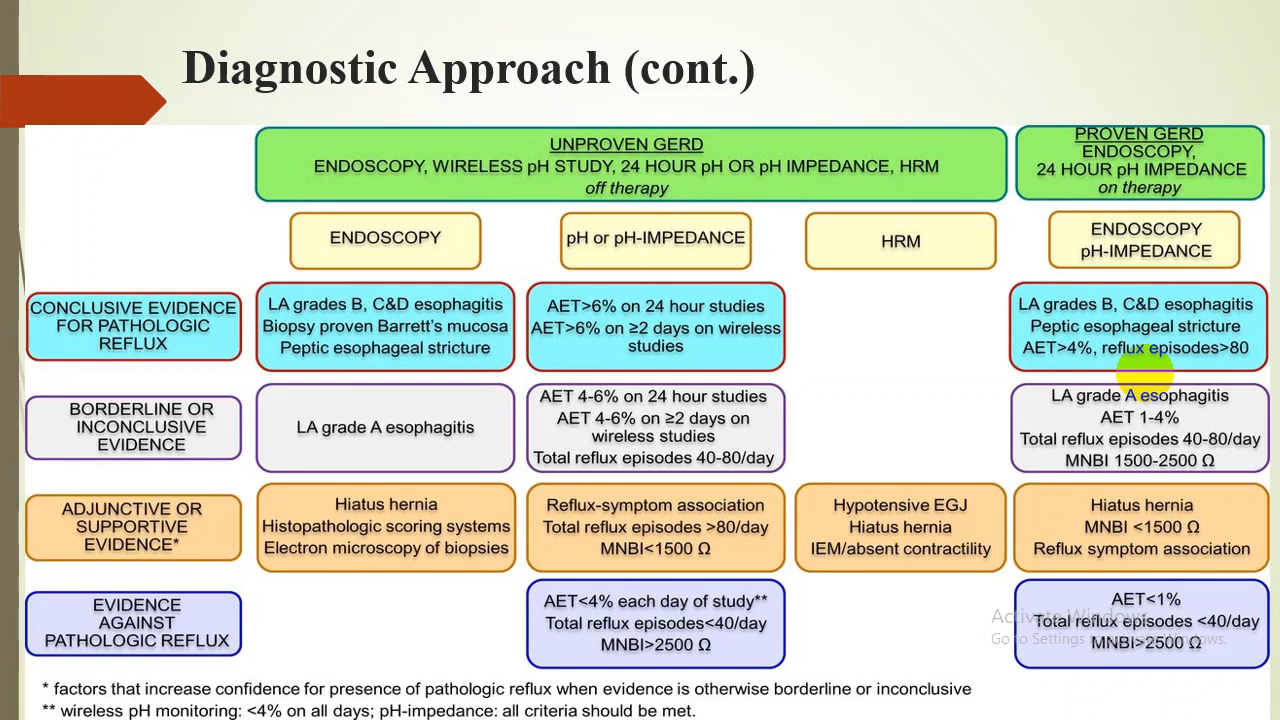 Diagnostic Approach (cont.)
UNPROVEN GERD
ENDOSCOPY, WIRELESS pH STUDY, 24 HOUR pH OR pH IMPEDANCE, HRM
off therapy
PROVEN GERD
ENDOSCOPY,
24 HOUR pH IMPEDANCE
on therapy
ENDOSCOPY
pH or pH-IMPEDANCE
HRM
ENDOSCOPY
pH-IMPEDANCE
CONCLUSIVE EVIDENCE
FOR PATHOLOGIC
REFLUX
LA grades B, C&D esophagitis
Biopsy proven Barrett's mucosa
Peptic esophageal stricture
AET>6% on 24 hour studies
AET>6% on ≥2 days on wireless
studies
LA grades B, C&D esophagitis
Peptic esophageal stricture
AET>4%, reflux episodes>80
BORDERLINE OR
INCONCLUSIVE
EVIDENCE
LA grade A esophagitis
AET 4-6% on 24 hour studies
AET 4-6% on ≥2 days on
wireless studies
Total reflux episodes 40-80/day
LA grade A esophagitis
AET 1-4%
Total reflux episodes 40-80/day
MNBI 1500-2500 Ω
ADJUNCTIVE OR
SUPPORTIVE
EVIDENCE*
Hiatus hernia
Histopathologic scoring systems
Electron microscopy of biopsies
Reflux-symptom association
Total reflux episodes >80/day
MNBI<1500 Ω
Hypotensive EGJ
Hiatus hernia
IEM/absent contractility
Hiatus hernia
MNBI <1500 Ω
Reflux symptom association
EVIDENCE
AGAINST
PATHOLOGIC REFLUX
AET<4% each day of study**
Total reflux episodes<40/day
MNBI>2500 Ω
AET<1%
Total reflux episodes <40/day
MNBI>2500 Ω
Activate Windows
Go to Settings to activate Windows.
* factors that increase confidence for presence of pathologic reflux when evidence is otherwise borderline or inconclusive
** wireless pH monitoring: <4% on all days; pH-impedance: all criteria should be met.